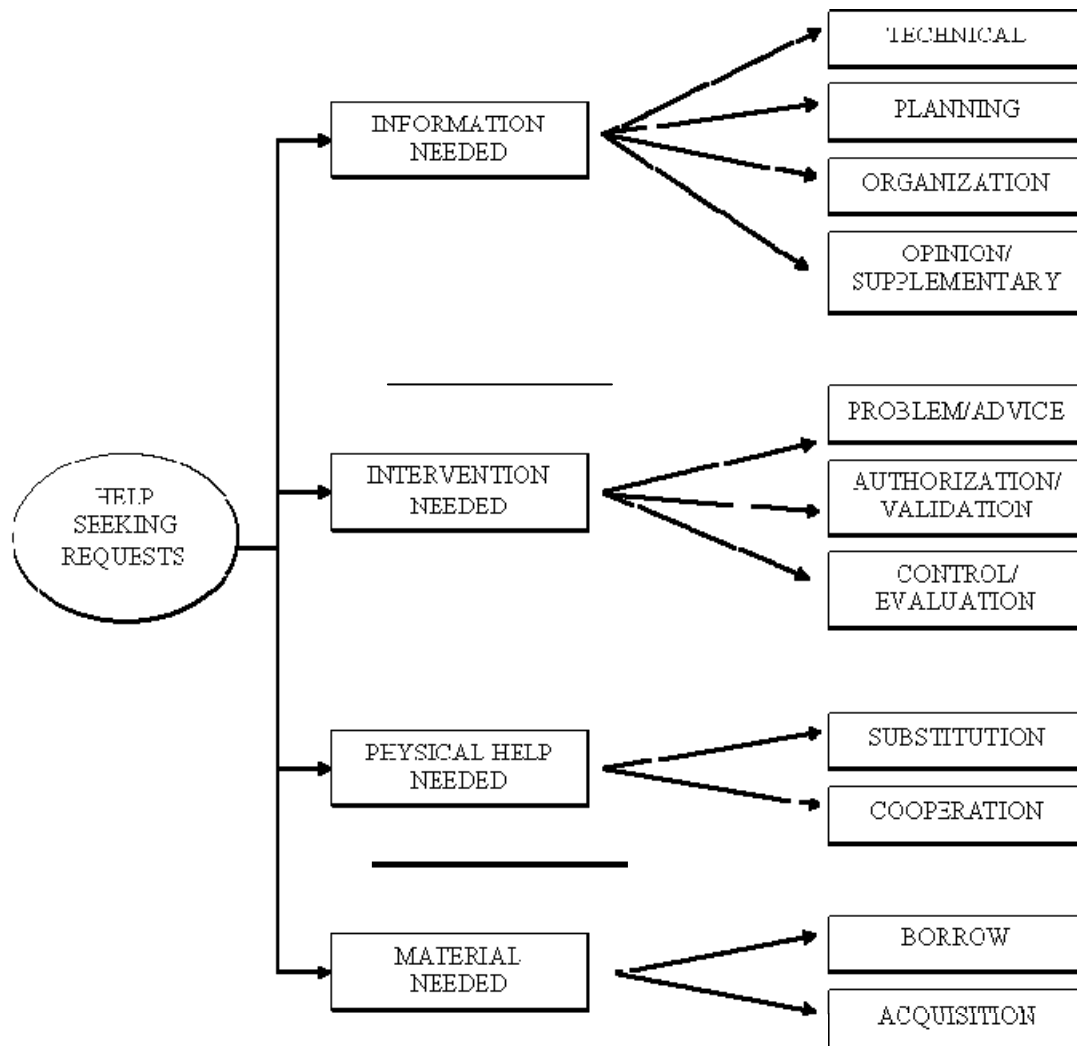 HELP
SEEKING
REQUESTS
INFORMATION
NEEDED
TECHNICAL
PLANNING
ORGANIZATION
OPINION/
SUPPLEMENTARY
INTERVENTION
NEEDED
PROBLEM/ADVICE
AUTHORIZATION/
VALIDATION
CONTROL/
EVALUATION
PHYSICAL HELP
NEEDED
SUBSTITUTION
COOPERATION
MATERIAL
NEEDED
BORROW
ACQUISITION